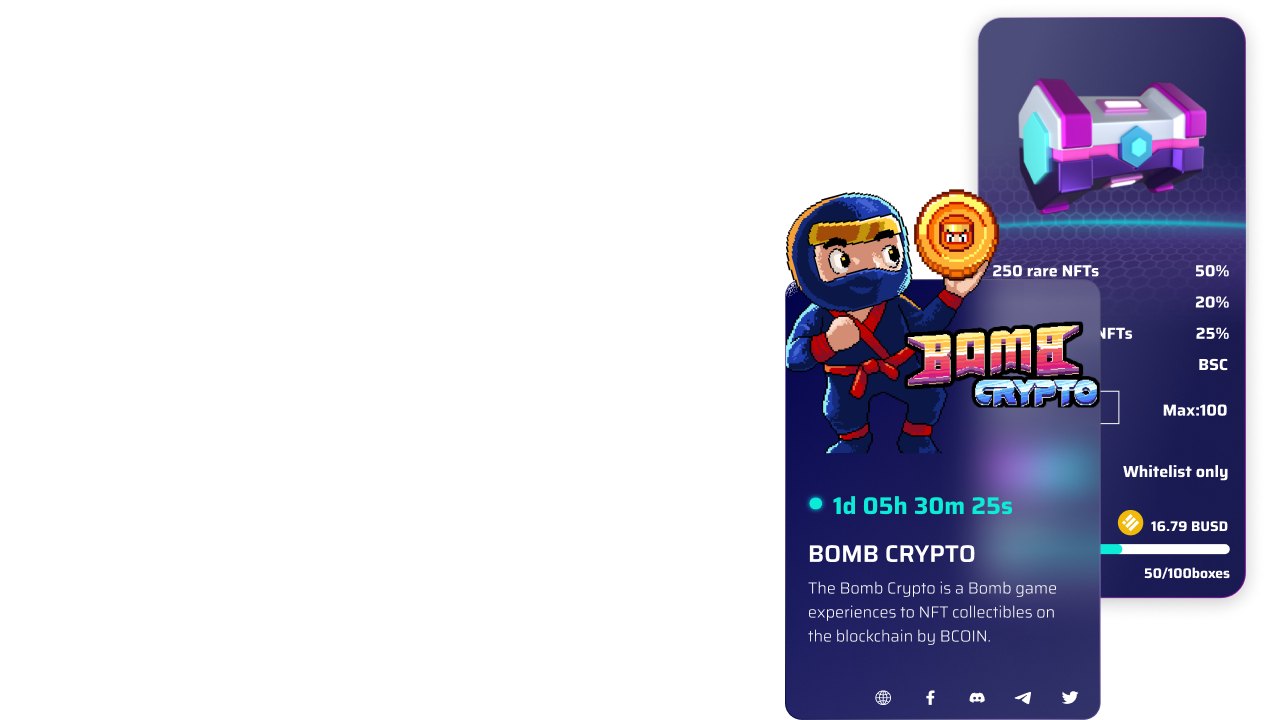 250 rare NFTs 50%
20%
NFTs 25%
BSC
Max:100
Whitelist only
16.79 BUSD
50/100boxes
BOMB
CRYPTO
1d 05h 30m 25s
BOMB CRYPTO
The Bomb Crypto is a Bomb game
experiences to NFT collectibles on
the blockchain by BCOIN.